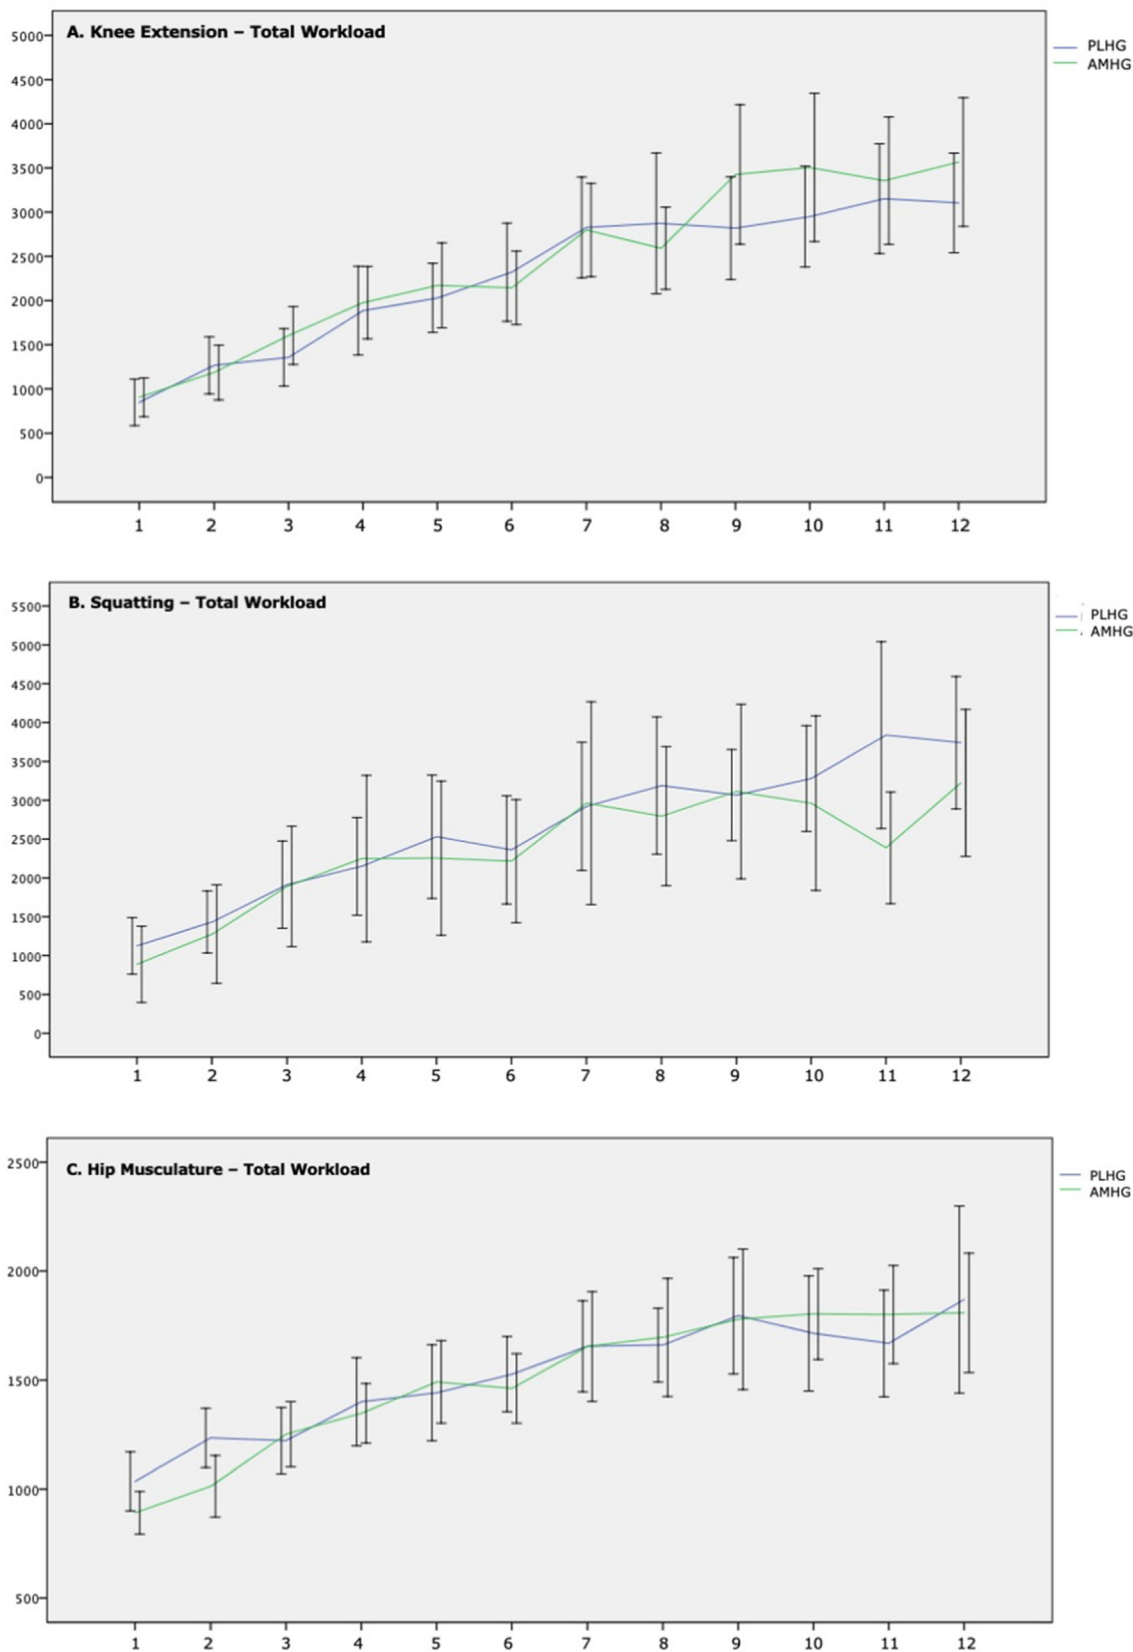 A. Knee Extension – Total Workload
PLHG
AMHG
5000
4500
4000
3500
3000
2500
2000
1500
1000
500
0
1 2 3 4 5 6 7 8 9 10 11 12
B. Squatting – Total Workload
PLHG
AMHG
5500
5000
4500
4000
3500
3000
2500
2000
1500
1000
500
0
1 2 3 4 5 6 7 8 9 10 11 12
C. Hip Musculature – Total Workload
PLHG
AMHG
2500
2000
1500
1000
500
1 2 3 4 5 6 7 8 9 10 11 12